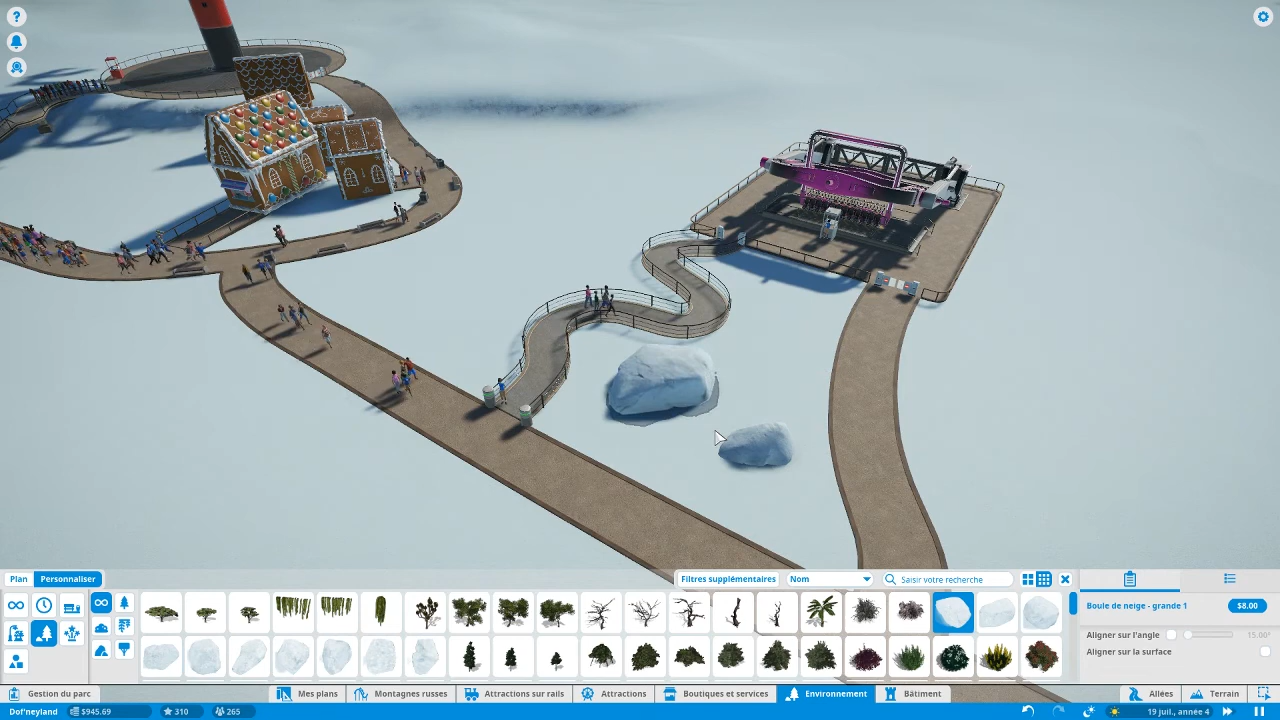 ?
Plan
Personnaliser
Filtres supplémentaires
Nom
Saisir votre recherche
Boule de neige - grande 1
$8.00
Aligner sur l'angle
15.00°
Aligner sur la surface
Gestion du parc
Mes plans
Montagnes russes
Attractions sur rails
Attractions
Boutiques et services
Environnement
Bâtiment
Allées
Terrain
Dof'neyland
$945.69
310
265
19 juil., année 4